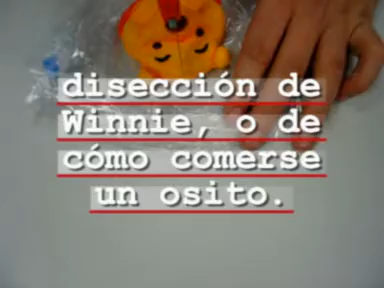 disección de
Winnie, o de
cómo comerse
un osito.